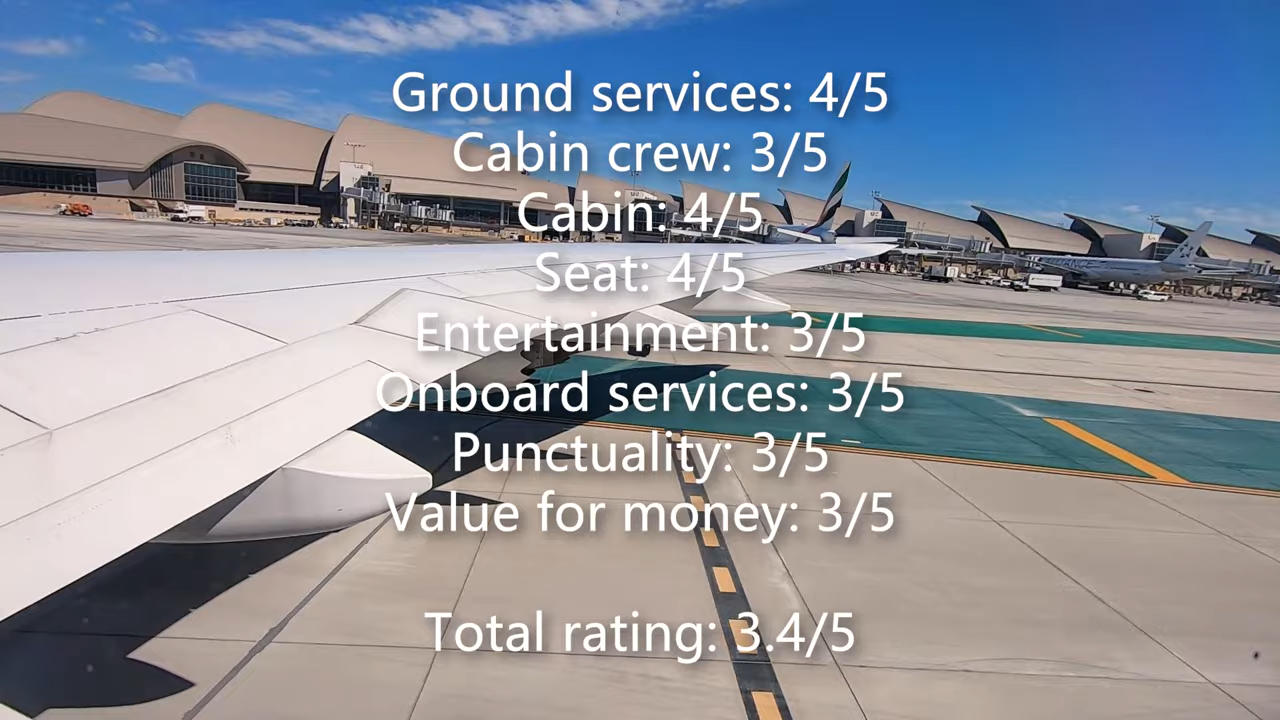 Ground services: 4/5
Cabin crew: 3/5
Cabin: 4/5
Seat: 4/5
Entertainment: 3/5
Onboard services: 3/5
Punctuality: 3/5
Value for money: 3/5
Total rating: 3.4/5